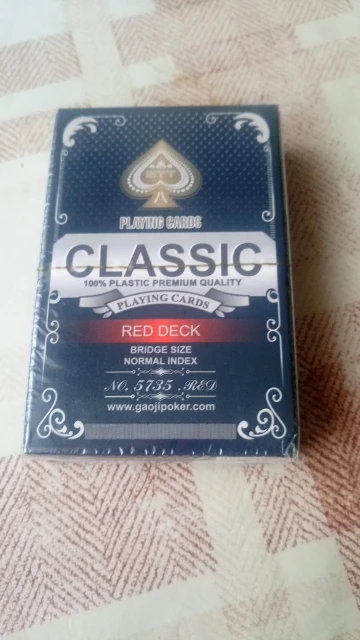 PLAYING CARDS
CLASSIC
100% PLASTIC PREMIUM QUALITY
PLAYING CARDS
RED DECK
BRIDGE SIZE
NORMAL INDEX
NO. 5735 .RED
www.gaojipoker.com